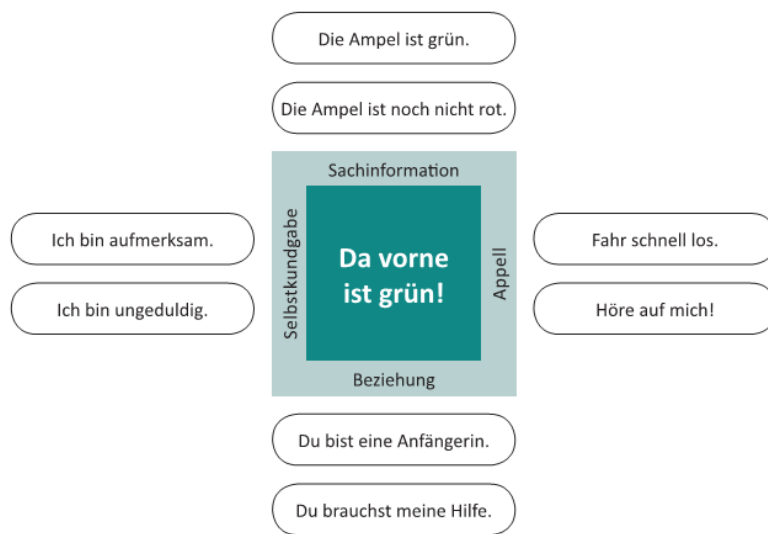 Die Ampel ist grün.
Die Ampel ist noch nicht rot.
Sachinformation
Ich bin aufmerksam.
Ich bin ungeduldig.
Selbstkundgabe
Da vorne
ist grün!
Appell
Fahr schnell los.
Höre auf mich!
Beziehung
Du bist eine Anfängerin.
Du brauchst meine Hilfe.